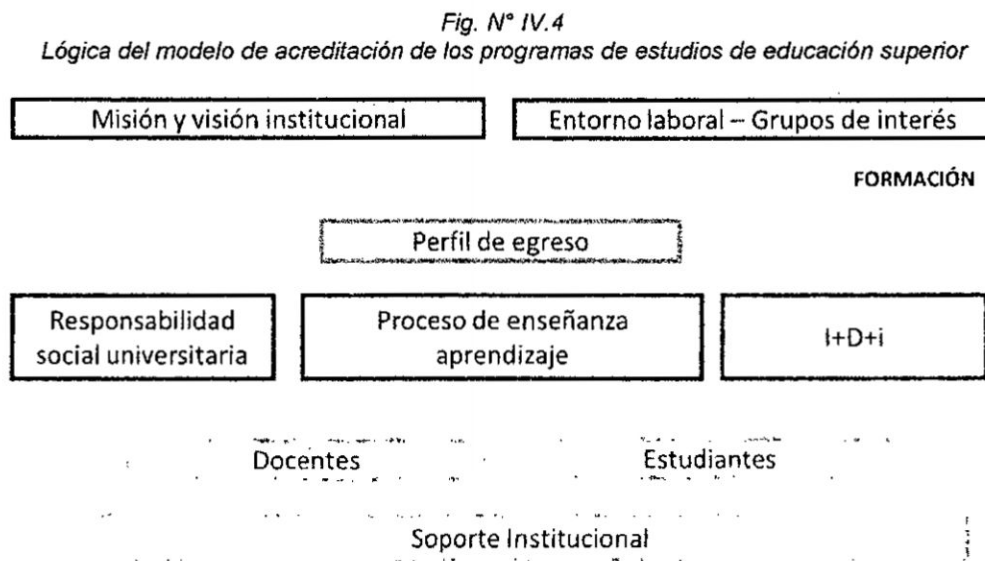 Fig. N° IV.4
Lógica del modelo de acreditación de los programas de estudios de educación superior
Misión y visión institucional
Entorno laboral – Grupos de interés
FORMACIÓN
Perfil de egreso
Responsabilidad
social universitaria
Proceso de enseñanza
aprendizaje
I+D+i
Docentes
Estudiantes
Soporte Institucional